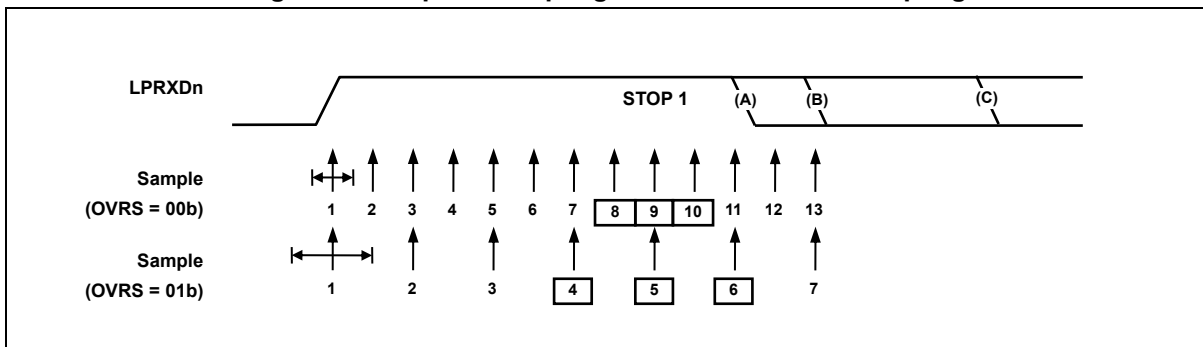 LPRXDn
STOP 1
(A)
(B)
(C)
Sample
(OVRS = 00b)
1 2 3 4 5 6 7 8 9 10 11 12 13
Sample
(OVRS = 01b)
1 2 3 4 5 6 7